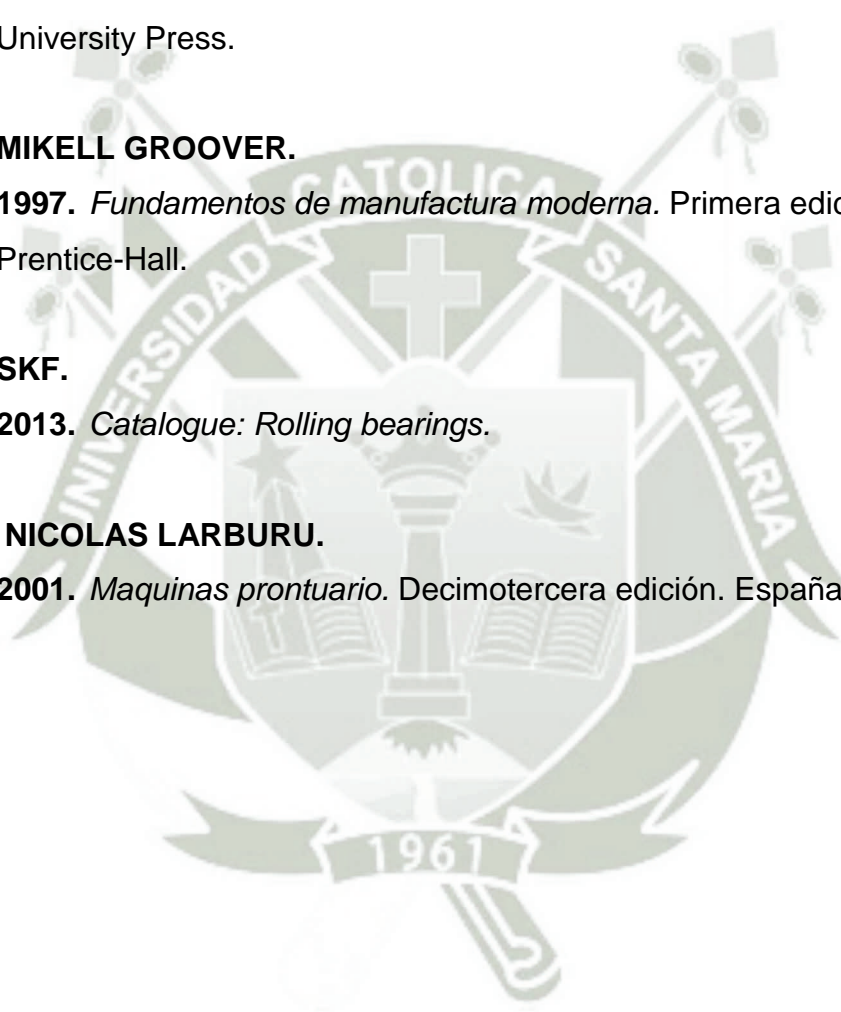 University Press.
MIKELL GROOVER.
1997. Fundamentos de manufactura moderna. Primera edic
Prentice-Hall.
SKF.
2013. Catalogue: Rolling bearings.
NICOLAS LARBURU.
2001. Maquinas prontuario. Decimotercera edición. España
UNIVERSIDAD CATOLICA SANTA MARIA
1961